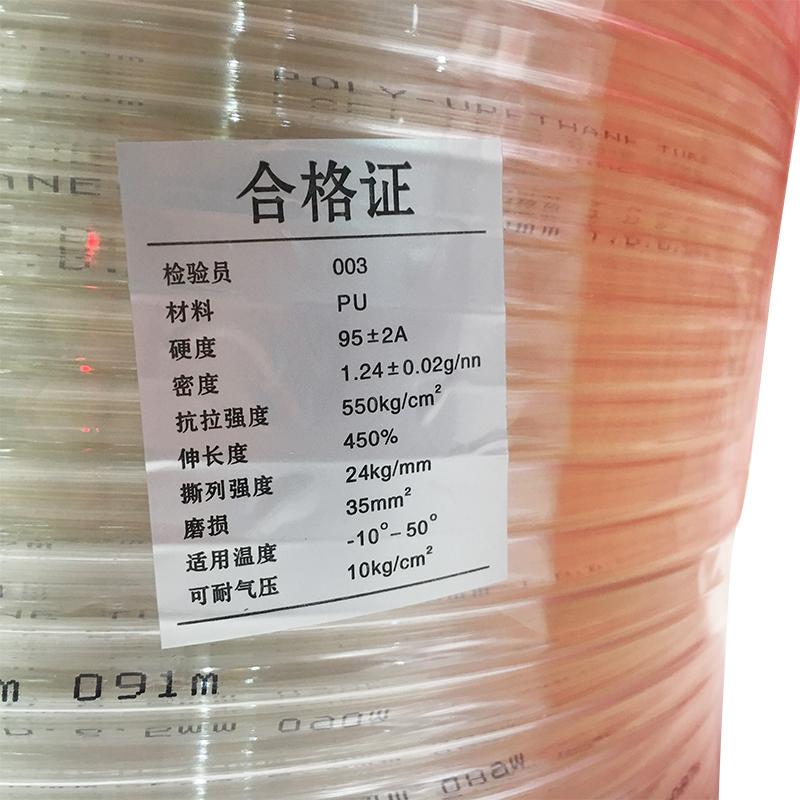 POLY-URETHANE TUBE
合格证
检验员 003
材料 PU
硬度 95±2A
密度 1.24±0.02g/nn
抗拉强度 550kg/cm²
伸长度 450%
撕列强度 24kg/mm
磨损 35mm²
适用温度 -10°-50°
可耐气压 10kg/cm²
m 091m